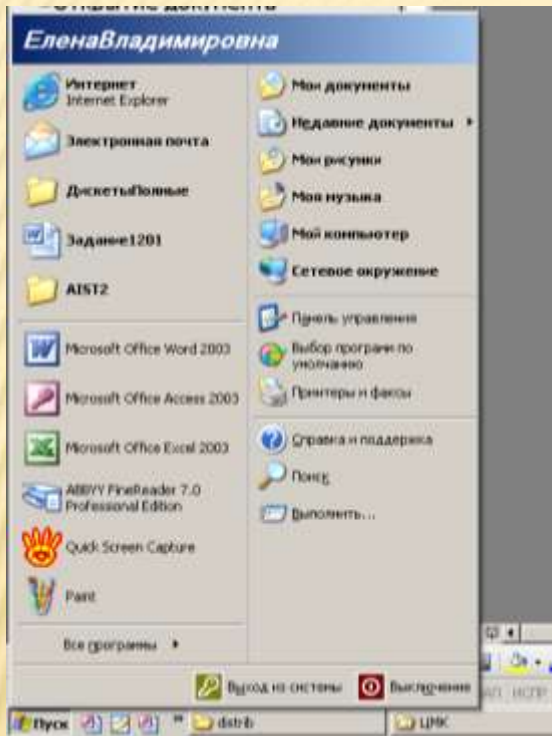 Открытие документа
ЕленаВладимировна
Интернет
Internet Explorer
Электронная почта
ДискетыПолные
Задание1201
AIST2
Microsoft Office Word 2003
Microsoft Office Access 2003
Microsoft Office Excel 2003
ABBYY FineReader 7.0
Professional Edition
Quick Screen Capture
Paint
Все программы
Мои документы
Недавние документы
Мои рисунки
Моя музыка
Мой компьютер
Сетевое окружение
Панель управления
Выбор программ по
умолчанию
Принтеры и факсы
Справка и поддержка
Поиск
Выполнить...
Выход из системы
Выключение
ИСПР
Пуск
distrib
ЦМК